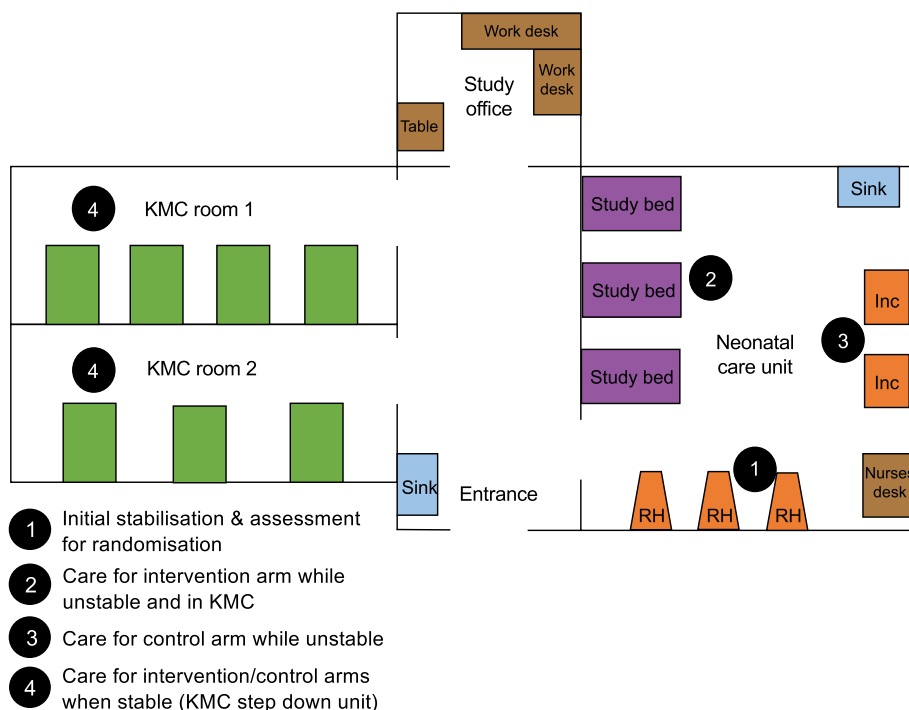 Work desk
Work
desk
Study
office
Table
4
KMC room 1
Study bed
Sink
Study bed
2
Inc
3
Neonatal
care unit
Inc
4
KMC room 2
Study bed
Sink
Entrance
1
RH
RH
RH
Nurses
desk
1 Initial stabilisation & assessment
for randomisation
2 Care for intervention arm while
unstable and in KMC
3 Care for control arm while unstable
4 Care for intervention/control arms
when stable (KMC step down unit)